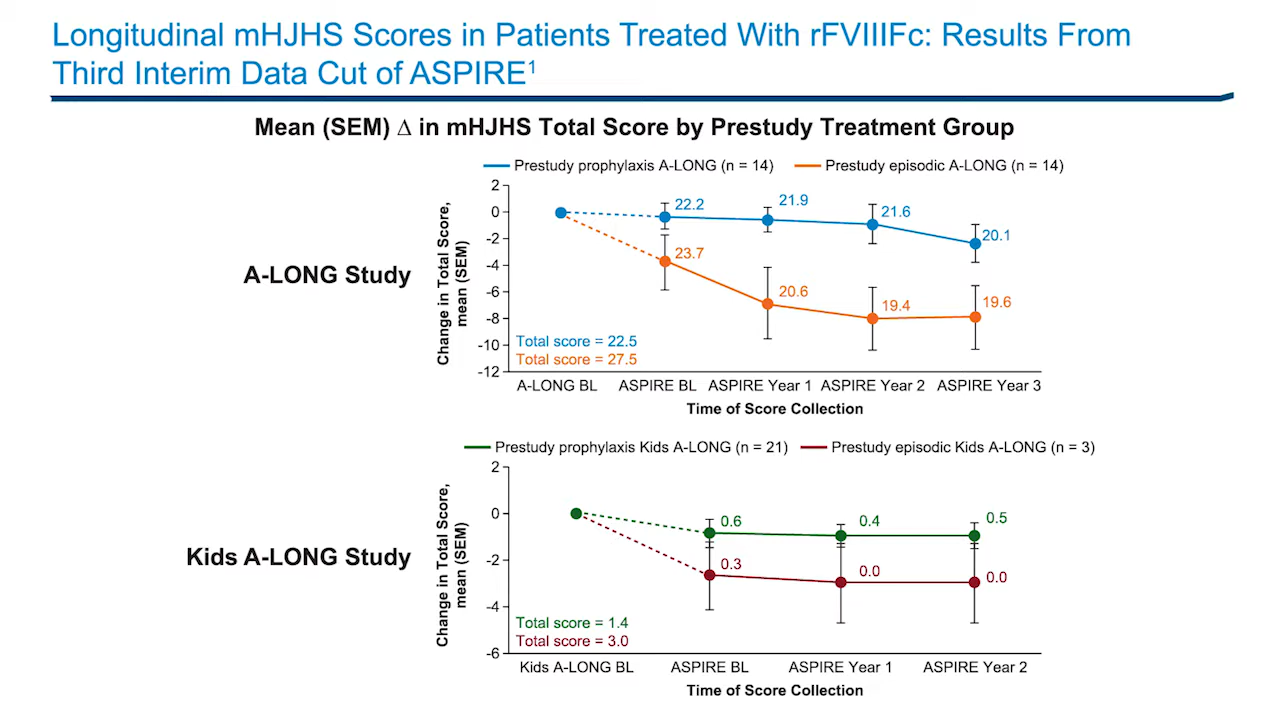 Longitudinal mHJHS Scores in Patients Treated With rFVIIIFc: Results From
Third Interim Data Cut of ASPIRE¹
Mean (SEM) Δ in mHJHS Total Score by Prestudy Treatment Group
A-LONG Study
Prestudy prophylaxis A-LONG (n = 14)
Prestudy episodic A-LONG (n = 14)
Change in Total Score,
mean (SEM)
2
0
-2
-4
-6
-8
-10
-12
22.2
21.9
21.6
20.1
23.7
20.6
19.4
19.6
Total score = 22.5
Total score = 27.5
A-LONG BL
ASPIRE BL
ASPIRE Year 1
ASPIRE Year 2
ASPIRE Year 3
Time of Score Collection
Kids A-LONG Study
Prestudy prophylaxis Kids A-LONG (n = 21)
Prestudy episodic Kids A-LONG (n = 3)
Change in Total Score,
mean (SEM)
2
0
-2
-4
-6
0.6
0.4
0.5
0.3
0.0
0.0
Total score = 1.4
Total score = 3.0
Kids A-LONG BL
ASPIRE BL
ASPIRE Year 1
ASPIRE Year 2
Time of Score Collection